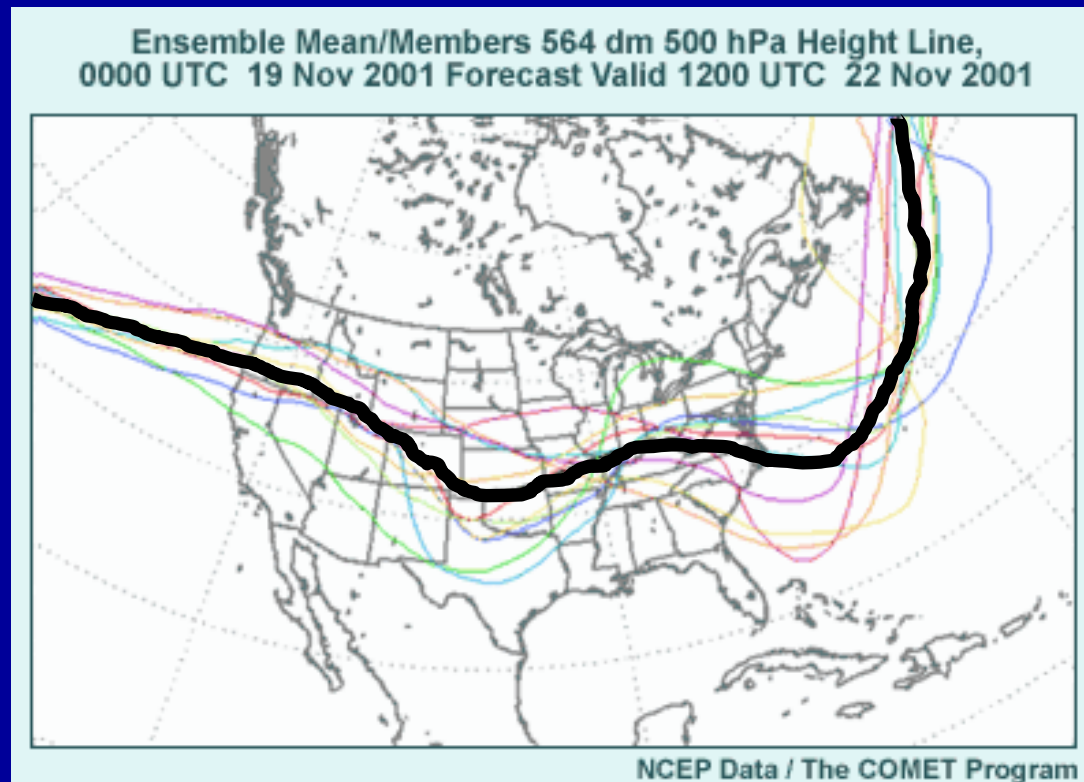 Ensemble Mean/Members 564 dm 500 hPa Height Line,
0000 UTC 19 Nov 2001 Forecast Valid 1200 UTC 22 Nov 2001
NCEP Data / The COMET Program